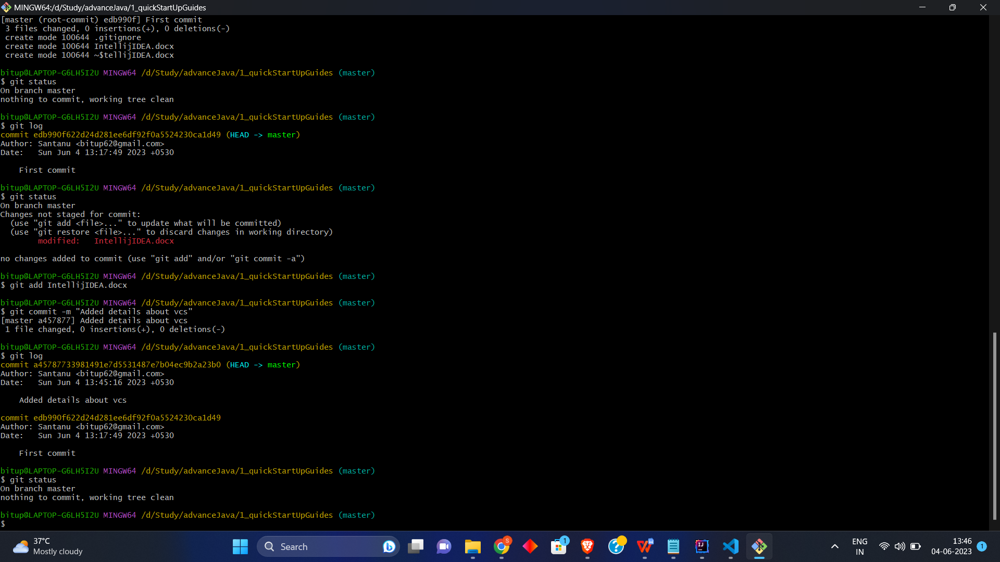 MINGW64:/d/Study/advanceJava/1_quickStartUpGuides
[master (root-commit) edb990f] First commit
 3 files changed, 0 insertions(+), 0 deletions(-)
 create mode 100644 .gitignore
 create mode 100644 IntellijIDEA.docx
 create mode 100644 ~$tellijIDEA.docx
bitup@LAPTOP-G6LH5I2U MINGW64 /d/Study/advanceJava/1_quickStartUpGuides (master)
$ git status
On branch master
nothing to commit, working tree clean
bitup@LAPTOP-G6LH5I2U MINGW64 /d/Study/advanceJava/1_quickStartUpGuides (master)
$ git log
commit edb990f622d24d281ee6df92f0a5524230ca1d49 (HEAD -> master)
Author: Santanu <bitup62@gmail.com>
Date:   Sun Jun 4 13:17:49 2023 +0530
    First commit
bitup@LAPTOP-G6LH5I2U MINGW64 /d/Study/advanceJava/1_quickStartUpGuides (master)
$ git status
On branch master
Changes not staged for commit:
  (use "git add <file>..." to update what will be committed)
  (use "git restore <file>..." to discard changes in working directory)
        modified:   IntellijIDEA.docx
no changes added to commit (use "git add" and/or "git commit -a")
bitup@LAPTOP-G6LH5I2U MINGW64 /d/Study/advanceJava/1_quickStartUpGuides (master)
$ git add IntellijIDEA.docx
bitup@LAPTOP-G6LH5I2U MINGW64 /d/Study/advanceJava/1_quickStartUpGuides (master)
$ git commit -m "Added details about vcs"
[master a457877] Added details about vcs
 1 file changed, 0 insertions(+), 0 deletions(-)
bitup@LAPTOP-G6LH5I2U MINGW64 /d/Study/advanceJava/1_quickStartUpGuides (master)
$ git log
commit a45787733981491e7d5531487e7b04ec9b2a23b0 (HEAD -> master)
Author: Santanu <bitup62@gmail.com>
Date:   Sun Jun 4 13:45:16 2023 +0530
    Added details about vcs
commit edb990f622d24d281ee6df92f0a5524230ca1d49
Author: Santanu <bitup62@gmail.com>
Date:   Sun Jun 4 13:17:49 2023 +0530
    First commit
bitup@LAPTOP-G6LH5I2U MINGW64 /d/Study/advanceJava/1_quickStartUpGuides (master)
$ git status
On branch master
nothing to commit, working tree clean
bitup@LAPTOP-G6LH5I2U MINGW64 /d/Study/advanceJava/1_quickStartUpGuides (master)
$
37°C
Mostly cloudy
Search
S
1
?
W
IJ
ENG
IN
13:46
04-06-2023
1